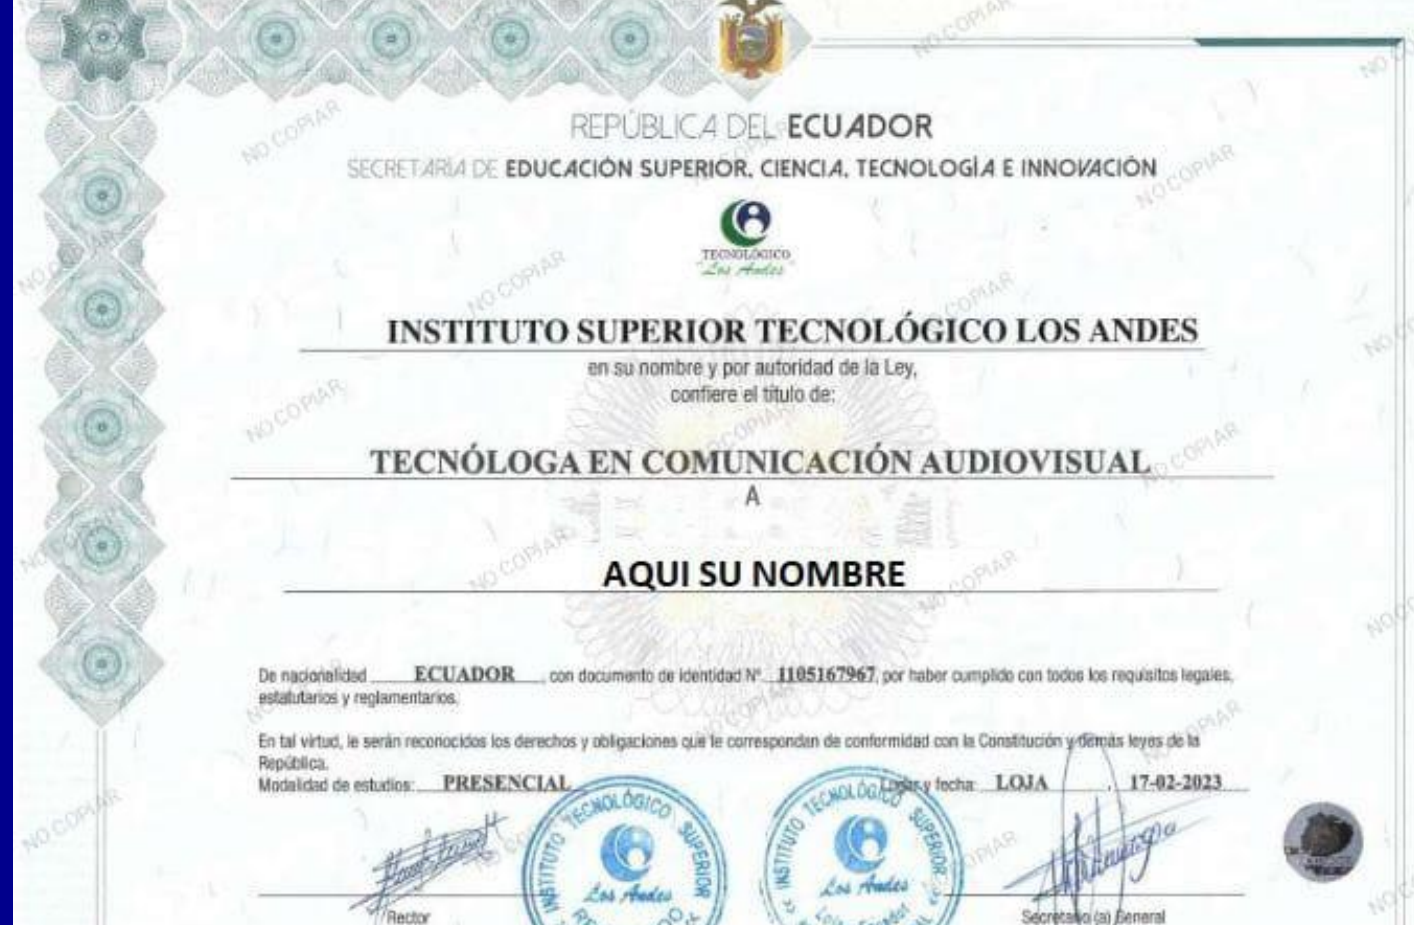 REPÚBLICA DEL ECUADOR
SECRETARÍA DE EDUCACIÓN SUPERIOR, CIENCIA, TECNOLOGÍA E INNOVACIÓN
TECNOLÓGICO
"Los Andes"
INSTITUTO SUPERIOR TECNOLÓGICO LOS ANDES
en su nombre y por autoridad de la Ley,
confiere el título de:
TECNÓLOGA EN COMUNICACIÓN AUDIOVISUAL
A
AQUI SU NOMBRE
De nacionalidad ECUADOR con documento de identidad N° 1105167967, por haber cumplido con todos los requisitos legales,
estatutarios y reglamentarios.
En tal virtud, le serán reconocidos los derechos y obligaciones que le correspondan de conformidad con la Constitución y demás leyes de la
República.
Modalidad de estudios: PRESENCIAL Lugar y fecha: LOJA , 17-02-2023
INSTITUTO TECNOLÓGICO SUPERIOR
Los Andes
INSTITUTO TECNOLÓGICO SUPERIOR
Los Andes
Rector
Secretario (a) General
NO COPIAR